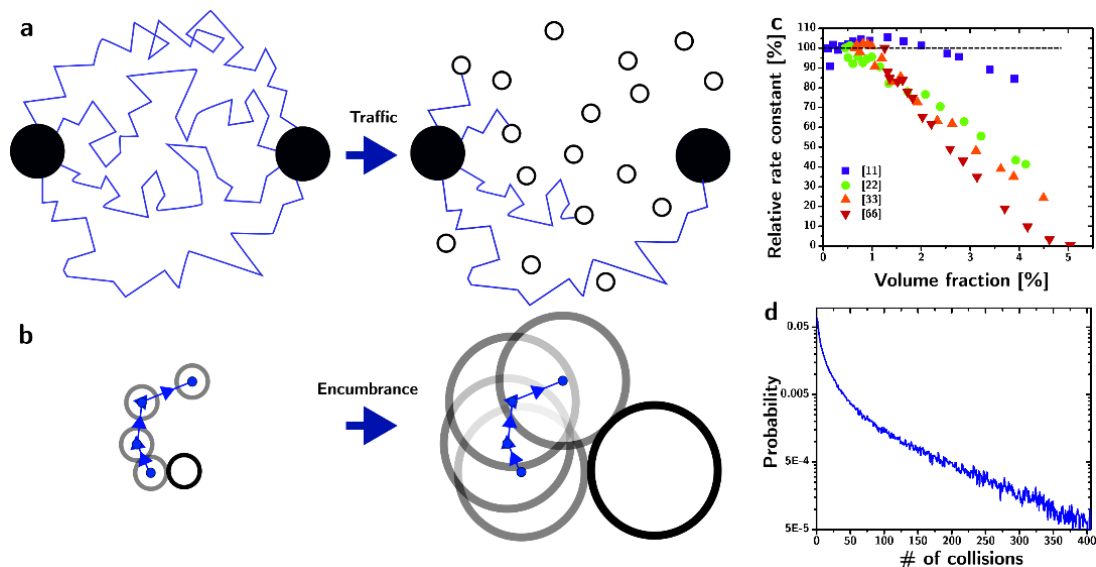 a
Traffic
b
Encumbrance
c
Relative rate constant [%]
110
100
90
80
70
60
50
40
30
20
10
0
[11]
[22]
[33]
[66]
0
1
2
3
4
5
Volume fraction [%]
d
Probability
0.05
0.005
5E-4
5E-5
0
50
100
150
200
250
300
350
400
# of collisions